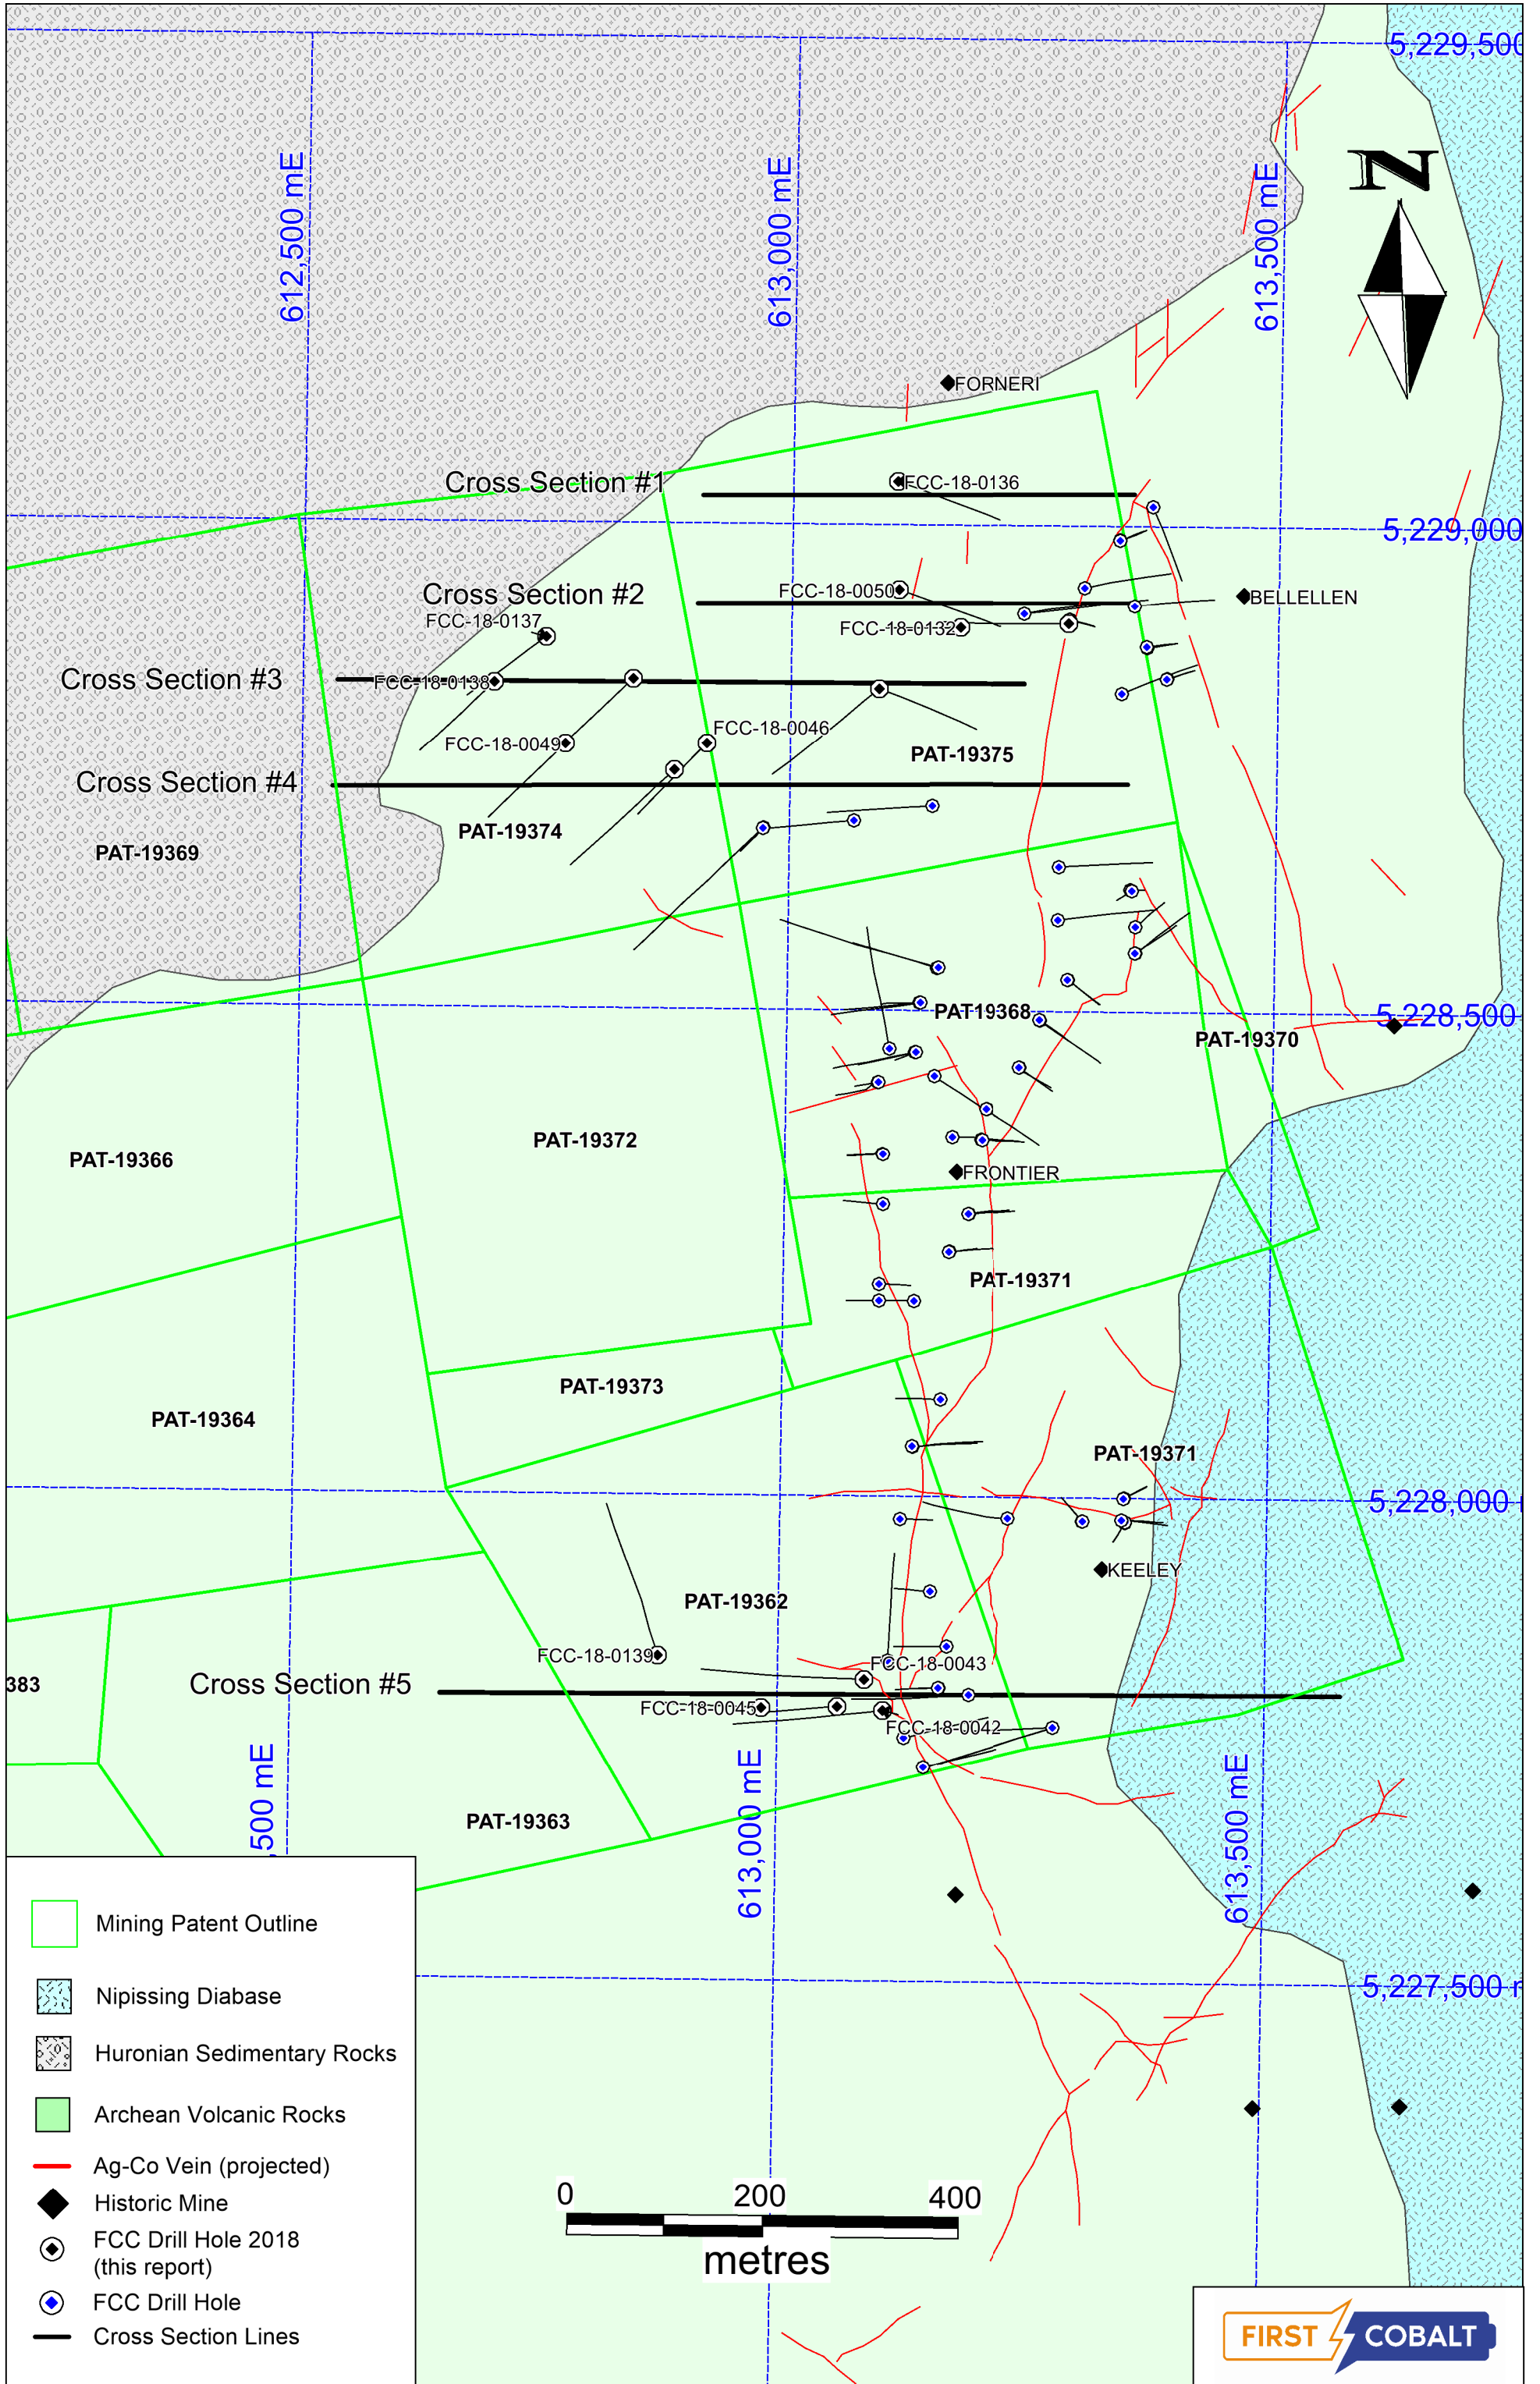 5,229,500
N
612,500 mE
613,000 mE
613,500 mE
FORNERI
Cross Section #1
FCC-18-0136
5,229,000
Cross Section #2
FCC-18-0050
BELLELLEN
FCC-18-0137
FCC-18-0132
Cross Section #3
FCC-18-0138
FCC-18-0046
FCC-18-0049
PAT-19375
Cross Section #4
PAT-19374
PAT-19369
PAT19368
5,228,500
PAT-19370
PAT-19372
PAT-19366
FRONTIER
PAT-19371
PAT-19373
PAT-19364
PAT-19371
5,228,000
KEELEY
PAT-19362
FCC-18-0139
FCC-18-0043
383
Cross Section #5
FCC-18-0045
FCC-18-0042
,500 mE
613,000 mE
613,500 mE
PAT-19363
Mining Patent Outline
5,227,500
Nipissing Diabase
Huronian Sedimentary Rocks
Archean Volcanic Rocks
Ag-Co Vein (projected)
Historic Mine
FCC Drill Hole 2018
(this report)
FCC Drill Hole
Cross Section Lines
0 200 400
metres
FIRST COBALT